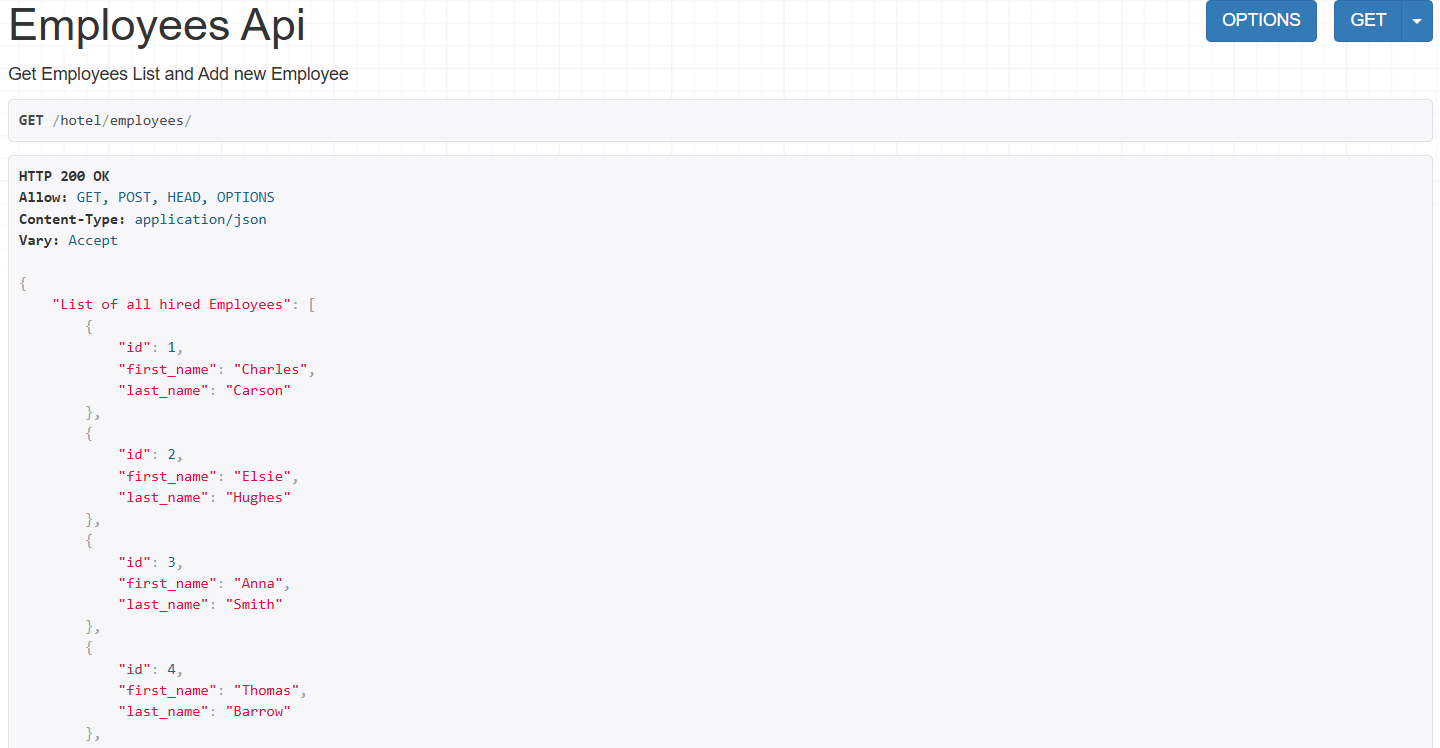 Employees Api
OPTIONS
GET
Get Employees List and Add new Employee
GET /hotel/employees/
HTTP 200 OK
Allow: GET, POST, HEAD, OPTIONS
Content-Type: application/json
Vary: Accept
{
    "List of all hired Employees": [
        {
            "id": 1,
            "first_name": "Charles",
            "last_name": "Carson"
        },
        {
            "id": 2,
            "first_name": "Elsie",
            "last_name": "Hughes"
        },
        {
            "id": 3,
            "first_name": "Anna",
            "last_name": "Smith"
        },
        {
            "id": 4,
            "first_name": "Thomas",
            "last_name": "Barrow"
        },